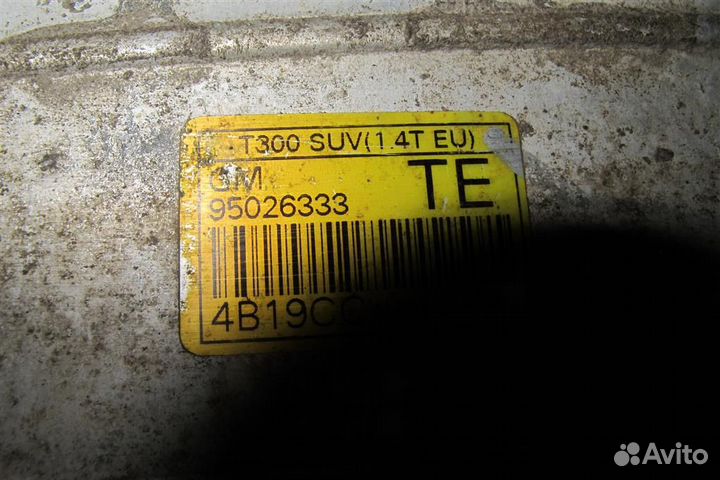 T300 SUV(1.4T EU)
GM TE
95026333
4B19C
Avito